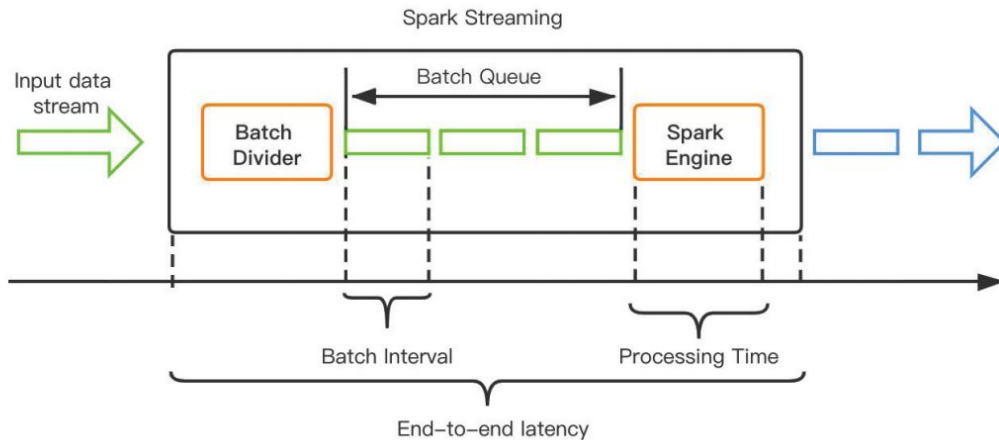 Spark Streaming
Input data
stream
Batch Queue
Batch
Divider
Spark
Engine
Batch Interval
Processing Time
End-to-end latency